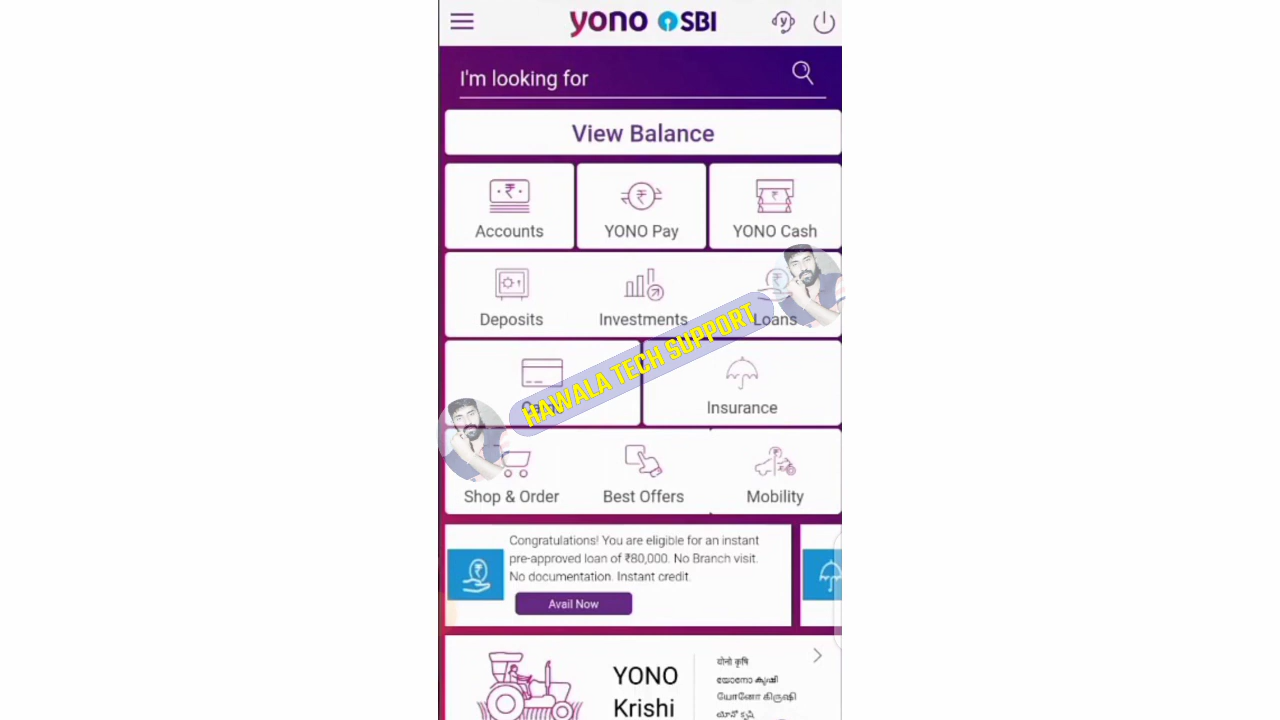 yono SBI
I'm looking for
View Balance
Accounts
YONO Pay
YONO Cash
Deposits
Investments
Loans
HAWALA TECH SUPPORT
Insurance
Shop & Order
Best Offers
Mobility
Congratulations! You are eligible for an instant
pre-approved loan of ₹80,000. No Branch visit.
No documentation. Instant credit.
Avail Now
YONO
Krishi
योनो कृषि
യോനോ കൃഷി
யோனோ கிருஷி